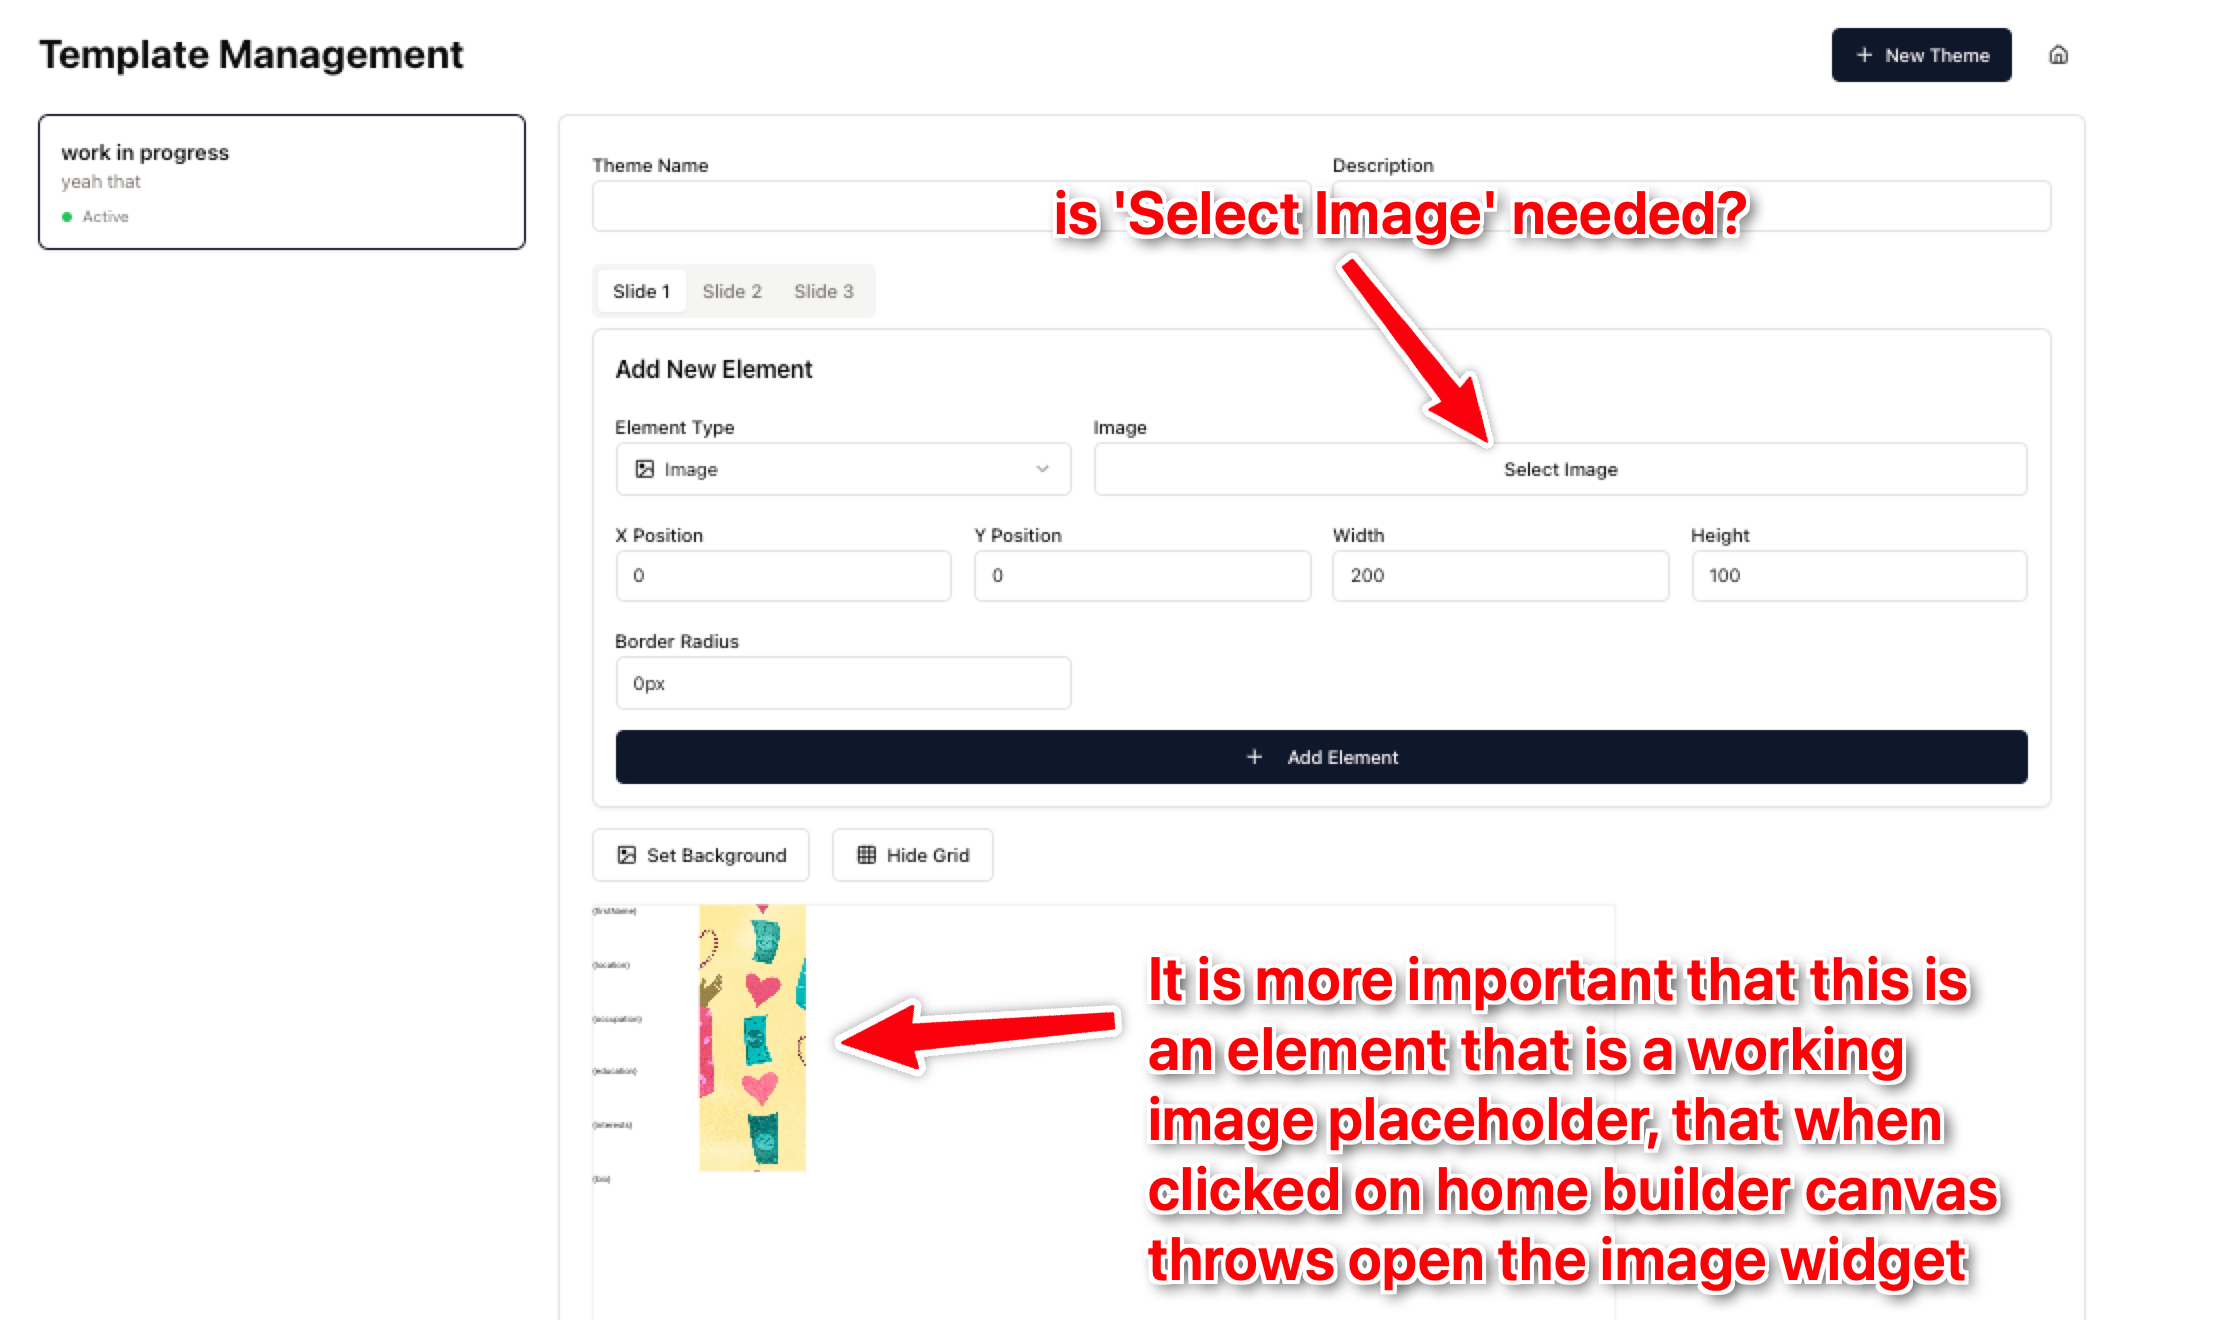 Template Management
+ New Theme
work in progress
yeah that
Active
Theme Name
Description
is 'Select Image' needed?
Slide 1
Slide 2
Slide 3
Add New Element
Element Type
Image
Image
Select Image
X Position
Y Position
Width
Height
0
0
200
100
Border Radius
0px
+ Add Element
Set Background
Hide Grid
{firstName}
{location}
{occupation}
{education}
{interests}
{bio}
It is more important that this is
an element that is a working
image placeholder, that when
clicked on home builder canvas
throws open the image widget